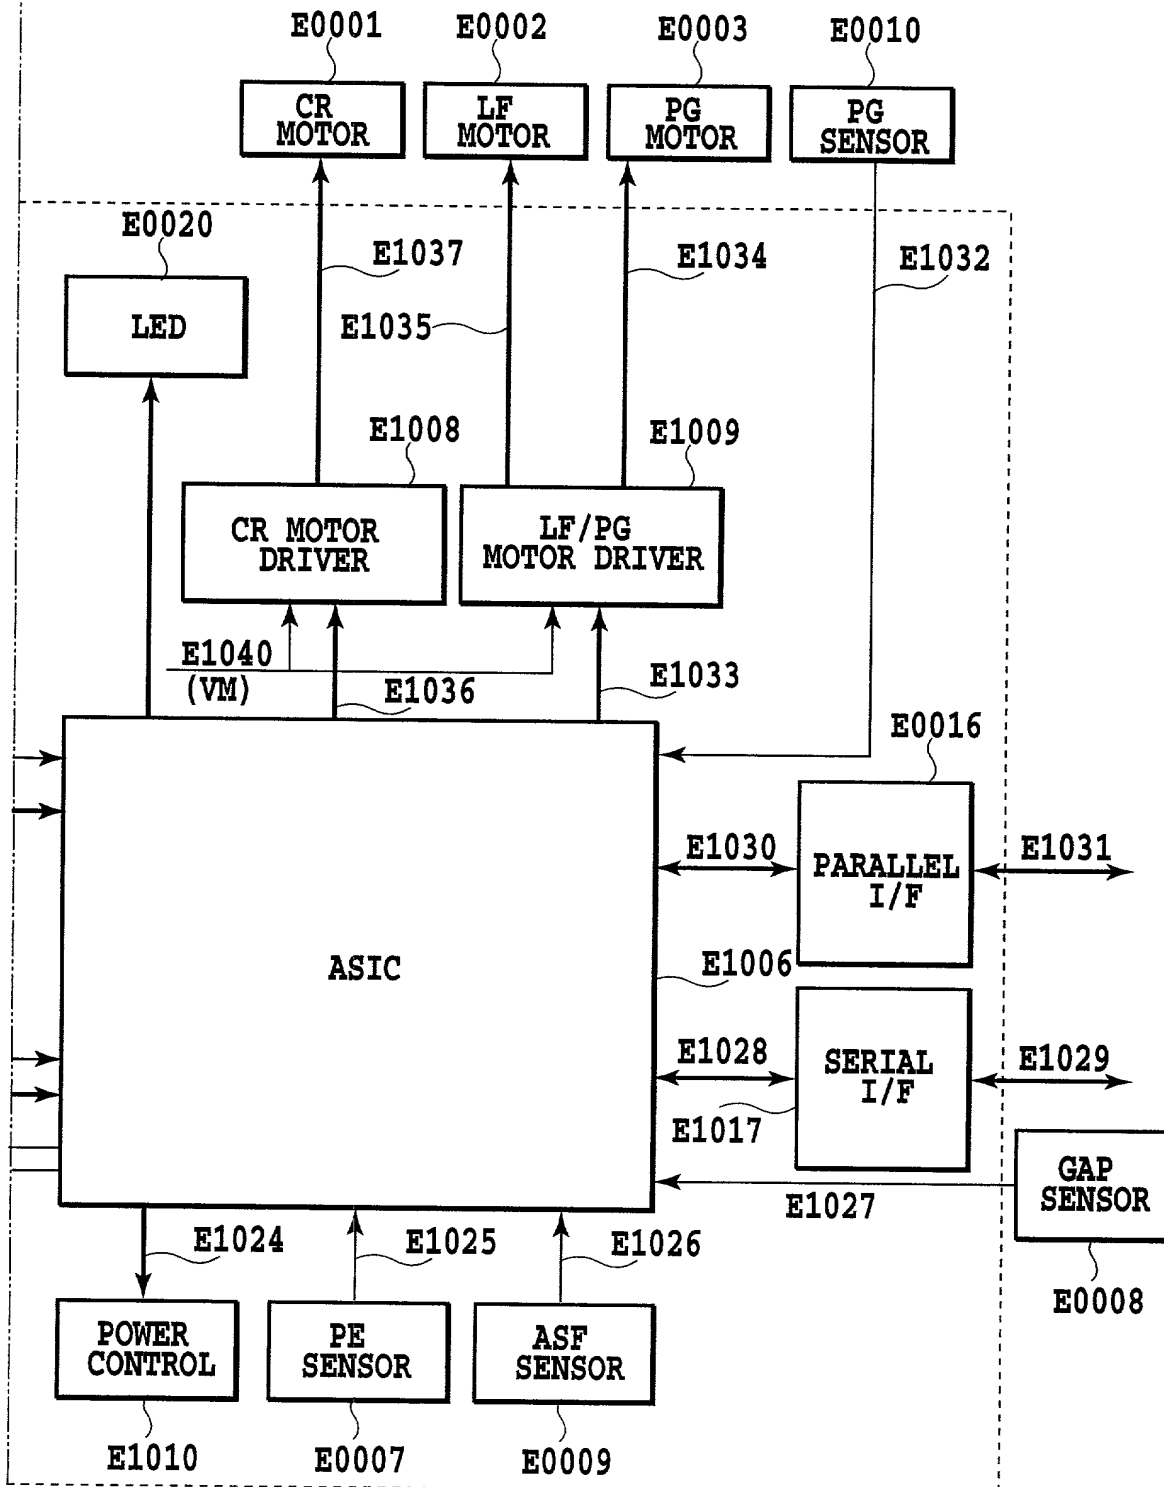 E0001
E0002
E0003
E0010
CR
MOTOR
LF
MOTOR
PG
MOTOR
PG
SENSOR
E0020
E1037
E1034
E1032
LED
E1035
E1008
E1009
CR MOTOR
DRIVER
LF/PG
MOTOR DRIVER
E1040
(VM)
E1036
E1033
E0016
E1030
PARALLEL
I/F
E1031
ASIC
E1006
E1028
SERIAL
I/F
E1029
E1017
GAP
SENSOR
E1027
E1024
E1025
E1026
E0008
POWER
CONTROL
PE
SENSOR
ASF
SENSOR
E1010
E0007
E0009